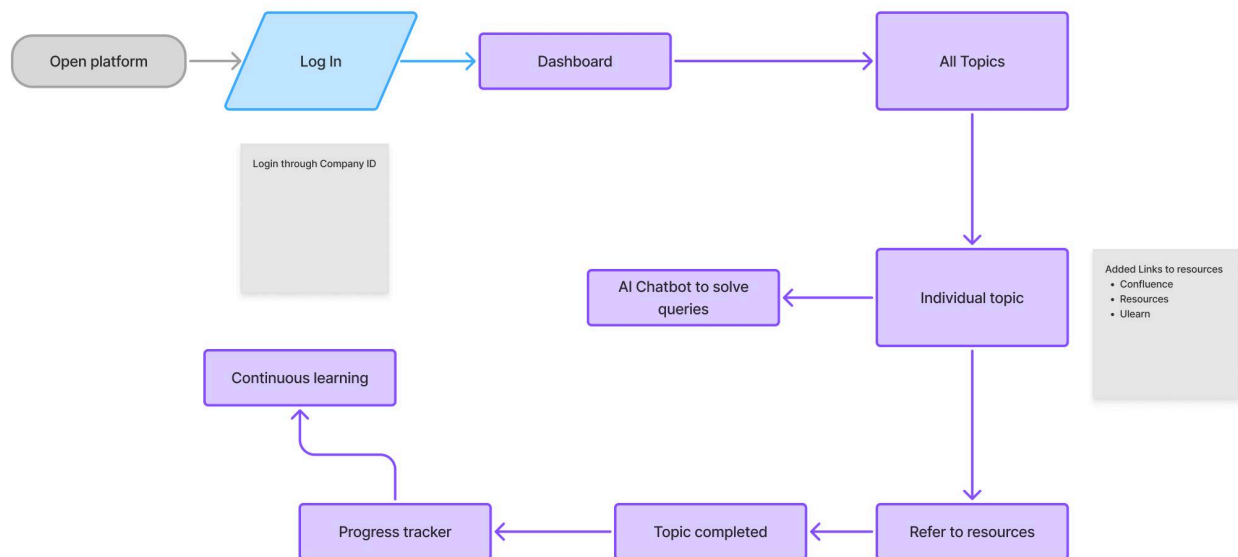 Open platform
Log In
Dashboard
All Topics
Login through Company ID
AI Chatbot to solve
queries
Individual topic
Added Links to resources
• Confluence
• Resources
• Ulearn
Continuous learning
Progress tracker
Topic completed
Refer to resources